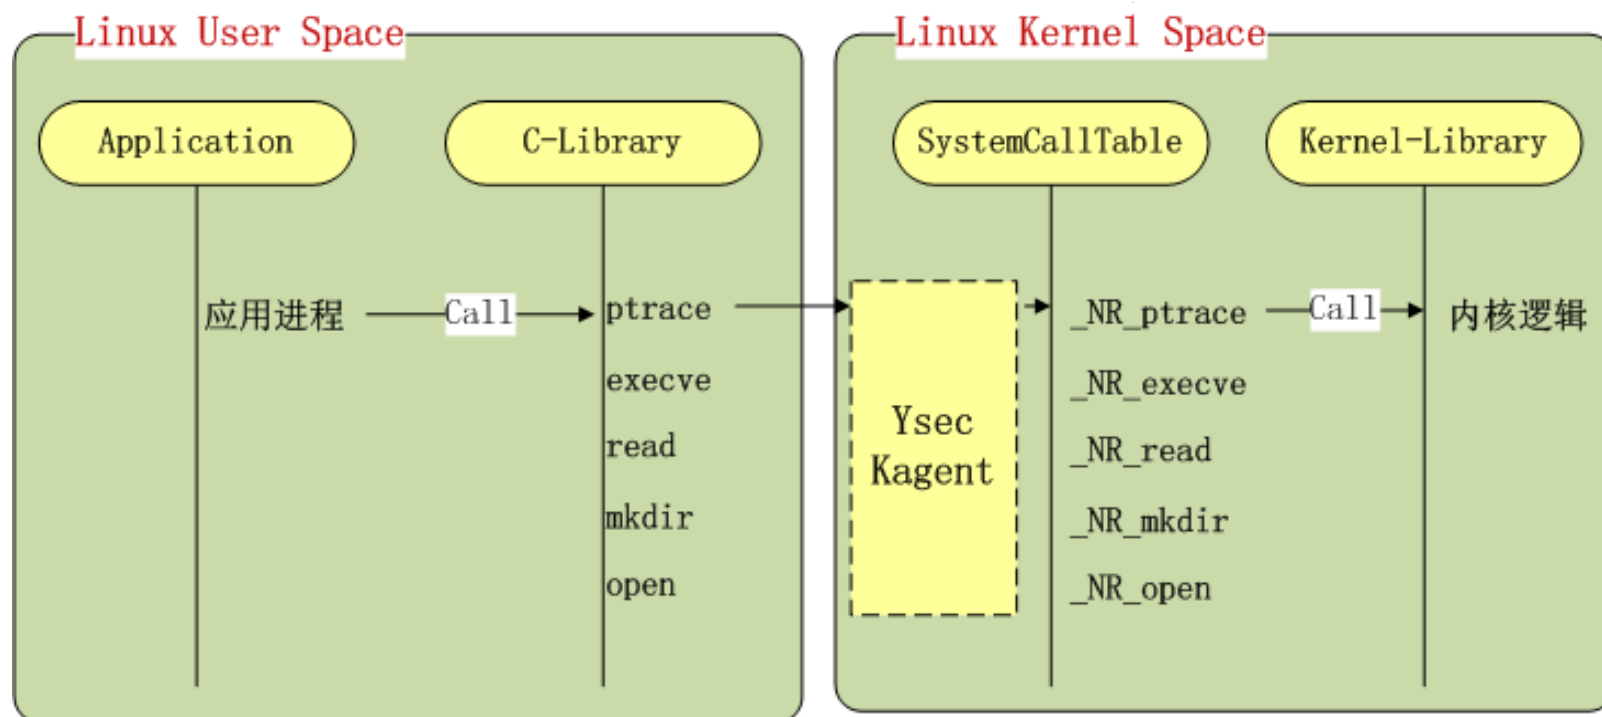 Linux User Space
Linux Kernel Space
Application
C-Library
SystemCallTable
Kernel-Library
应用进程
Call
ptrace
execve
read
mkdir
open
Ysec
Kagent
_NR_ptrace
_NR_execve
_NR_read
_NR_mkdir
_NR_open
Call
内核逻辑